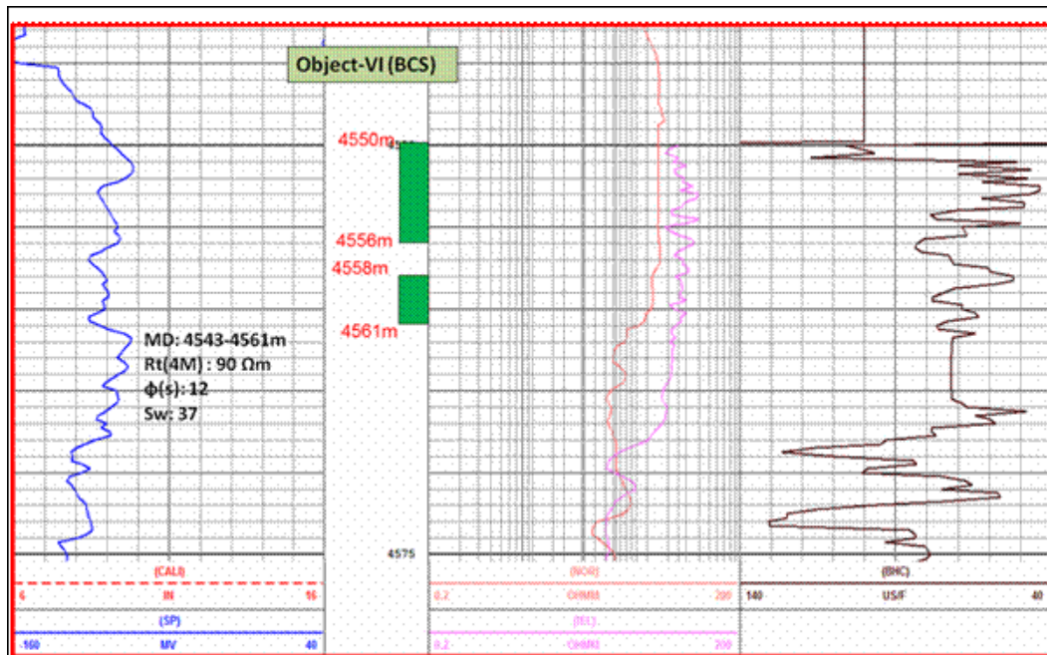 Object-VI (BCS)
4550m
4556m
4558m
4561m
MD: 4543-4561m
Rt(4M) : 90 Ωm
ϕ(s): 12
Sw: 37
4575
(CALI)
6 IN 16
(SP)
-160 MV 40
(NOR)
0.2 OHMM 200
(TEL)
0.2 OHMM 200
(BHC)
140 US/F 40